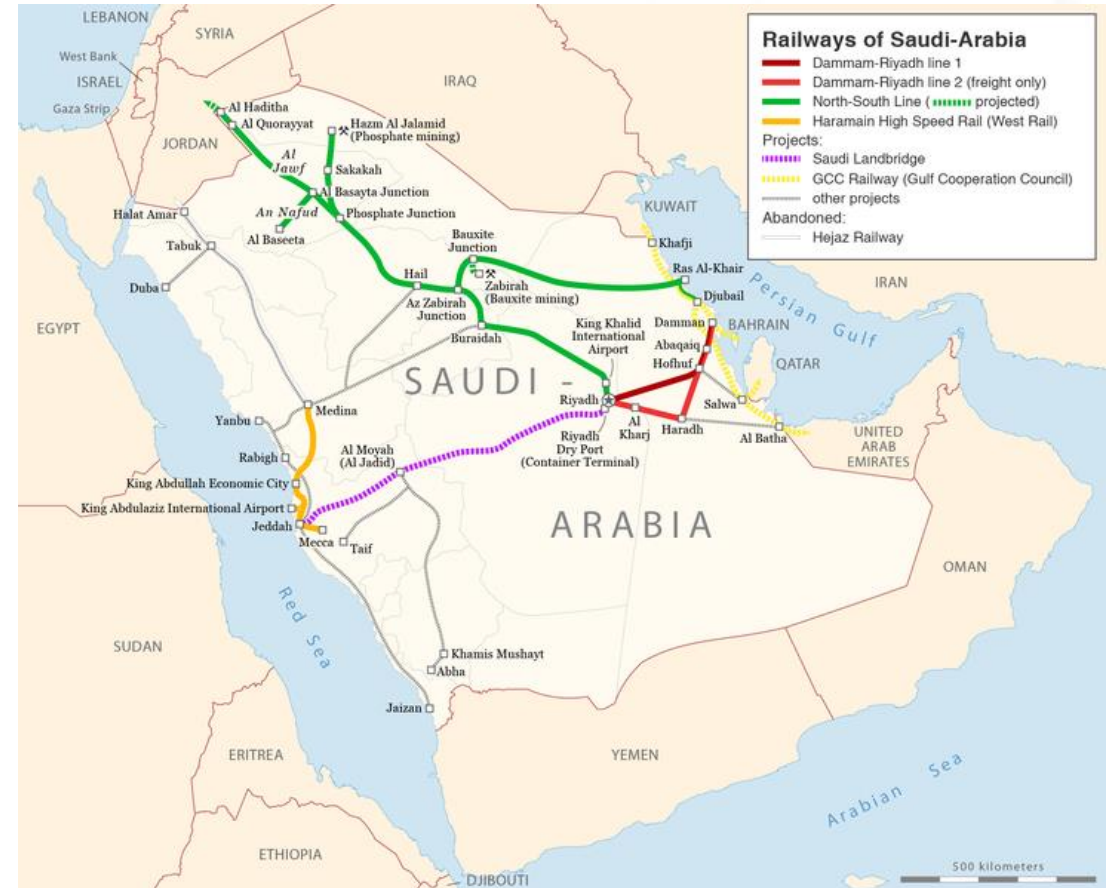 Railways of Saudi-Arabia
Dammam-Riyadh line 1
Dammam-Riyadh line 2 (freight only)
North-South Line ( projected)
Haramain High Speed Rail (West Rail)
Projects:
Saudi Landbridge
GCC Railway (Gulf Cooperation Council)
other projects
Abandoned:
Hejaz Railway
LEBANON
SYRIA
West Bank
ISRAEL
Gaza Strip
IRAQ
JORDAN
Al Haditha
Al Quorayyat
Hazm Al Jalamid
(Phosphate mining)
Al
Jawf
Sakakah
Al Basayta Junction
An Nafud
Phosphate Junction
Al Baseeta
Halat Amar
Tabuk
Duba
KUWAIT
Khafji
Bauxite
Junction
Ras Al-Khair
IRAN
Hail
Zabirah
(Bauxite mining)
Az Zabirah
Junction
Djubail
Persian Gulf
EGYPT
Buraidah
King Khalid
International
Airport
Damman
BAHRAIN
Abaqaiq
Hofhuf
QATAR
SAUDI -
Riyadh
Salwa
Medina
Yanbu
Al
Kharj
Haradh
Al Batha
Riyadh
Dry Port
(Container Terminal)
UNITED
ARAB
EMIRATES
Al Moyah
(Al Jadid)
Rabigh
King Abdullah Economic City
King Abdulaziz International Airport
Jeddah
Mecca
Taif
ARABIA
OMAN
Red Sea
SUDAN
Khamis Mushayt
Abha
Jaizan
ERITREA
YEMEN
Arabian Sea
ETHIOPIA
DJIBOUTI
500 kilometers